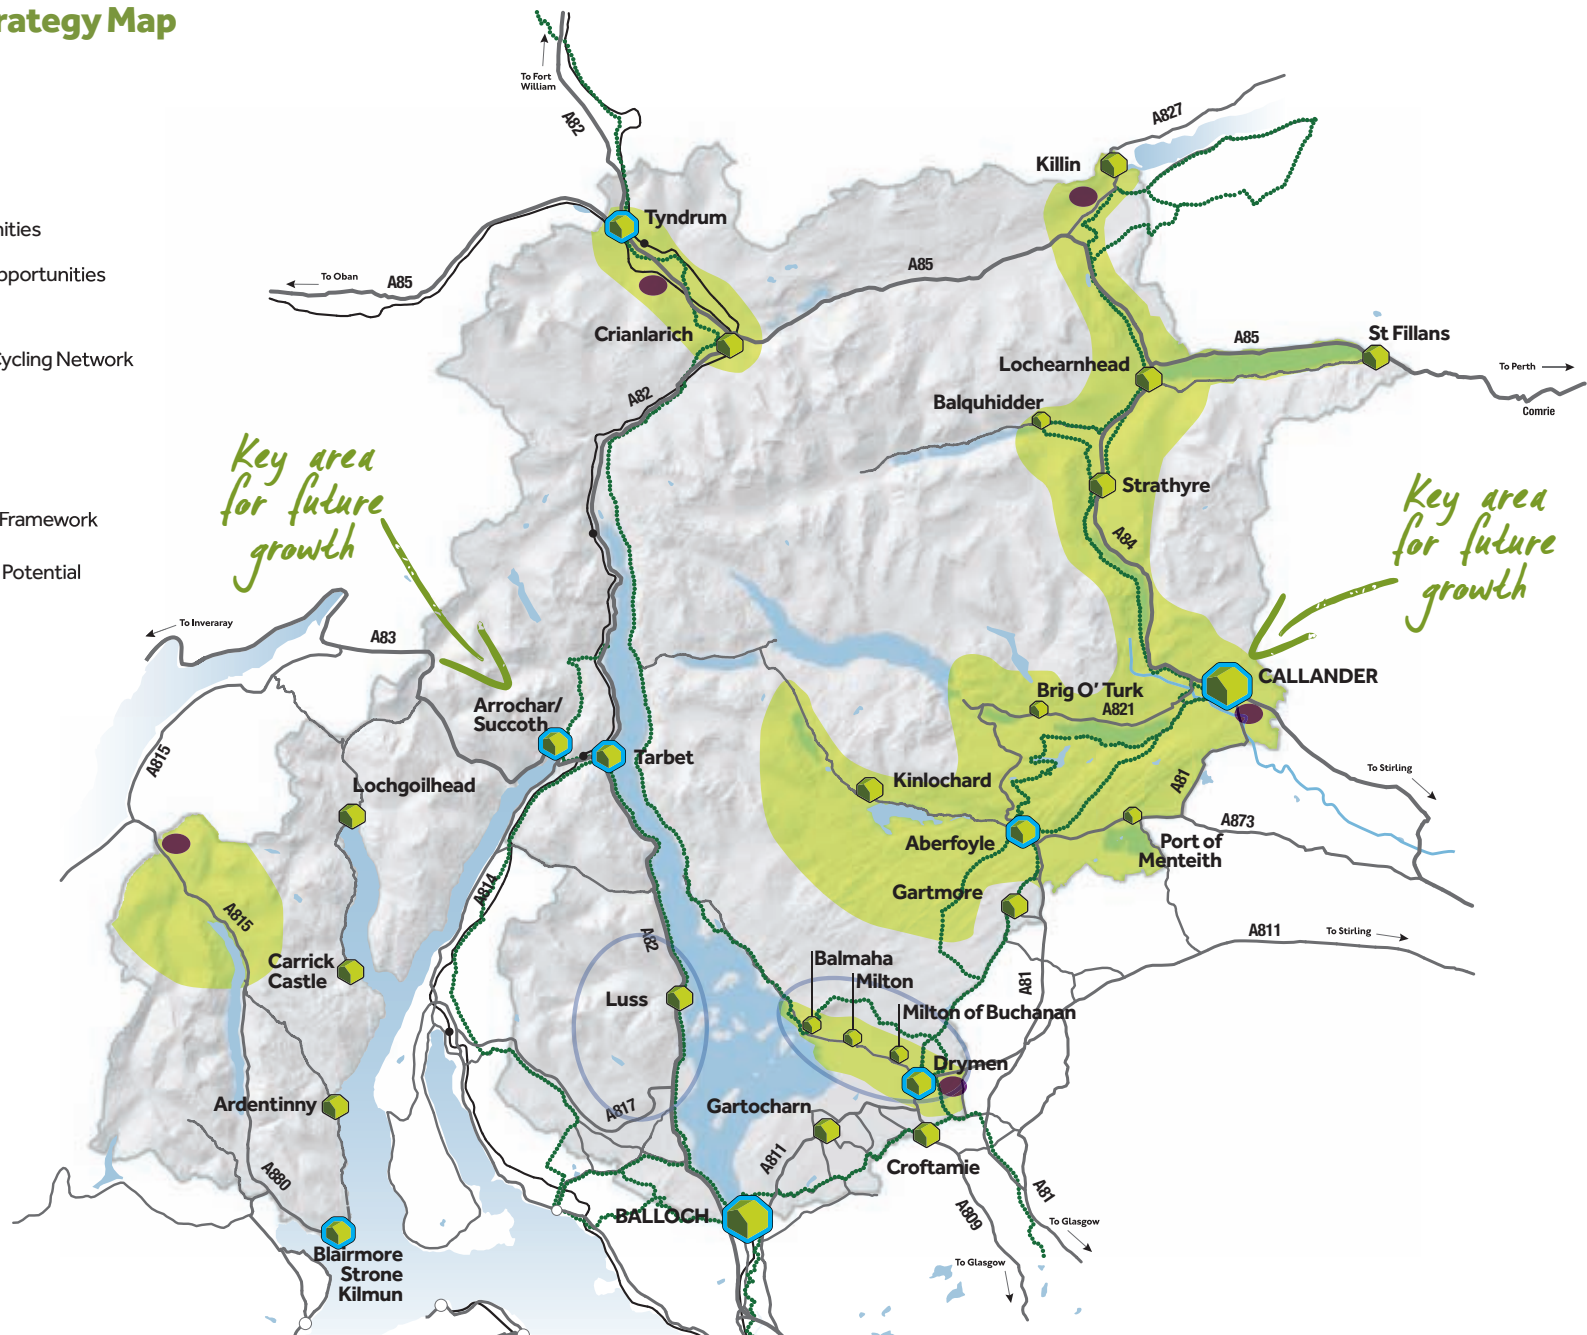 rategy Map
nities
pportunities
Cycling Network
Framework
Potential
To Fort
William
A82
A827
Killin
Tyndrum
To Oban
A85
A85
Crianlarich
A82
Lochearnhead
A85
St Fillans
To Perth
Comrie
Balquhidder
Strathyre
A84
Key area
for future
growth
Key area
for future
growth
To Inveraray
A83
Arrochar/
Succoth
Tarbet
Brig O' Turk
A821
CALLANDER
A815
Lochgoilhead
Kinlochard
A81
To Stirling
Aberfoyle
A873
Port of
Menteith
A814
Gartmore
A815
A82
A811
To Stirling
Carrick
Castle
Luss
Balmaha
Milton
A81
Milton of Buchanan
Drymen
Ardentinny
A817
Gartocharn
A811
Croftamie
A880
BALLOCH
A809
A81
To Glasgow
To Glasgow
Blairmore
Strone
Kilmun